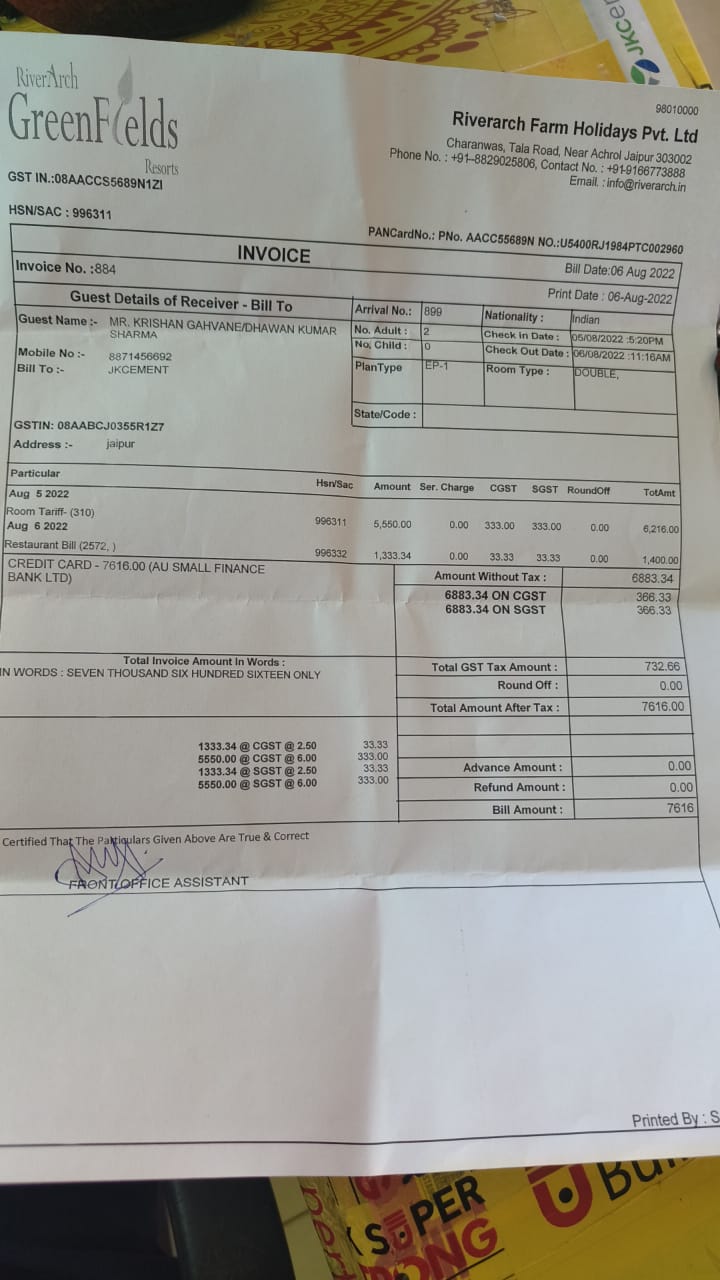 JKCem
RiverArch
GreenFields
Resorts
98010000
Riverarch Farm Holidays Pvt. Ltd
Charanwas, Tala Road, Near Achrol Jaipur 303002
Phone No. : +91--8829025806, Contact No. : +91-9166773888
Email. : info@riverarch.in
GST IN.:08AACCS5689N1ZI
HSN/SAC : 996311
PANCardNo.: PNo. AACC55689N NO.:U5400RJ1984PTC002960
INVOICE
Invoice No. :884
Bill Date:06 Aug 2022
Print Date : 06-Aug-2022
Guest Details of Receiver - Bill To
Guest Name :- MR. KRISHAN GAHVANE/DHAWAN KUMAR
SHARMA
Mobile No :- 8871456692
Bill To :- JKCEMENT
GSTIN: 08AABCJ0355R1Z7
Address :- jaipur
Arrival No.: 899 Nationality : Indian
No. Adult : 2 Check in Date : 05/08/2022 :5:20PM
No, Child : 0 Check Out Date : 06/08/2022 :11:16AM
PlanType EP-1 Room Type : DOUBLE,
State/Code :
Particular Hsn/Sac Amount Ser. Charge CGST SGST RoundOff TotAmt
Aug 5 2022
Room Tariff- (310) 996311 5,550.00 0.00 333.00 333.00 0.00 6,216.00
Aug 6 2022
Restaurant Bill (2572, ) 996332 1,333.34 0.00 33.33 33.33 0.00 1,400.00
CREDIT CARD - 7616.00 (AU SMALL FINANCE
BANK LTD)
Amount Without Tax : 6883.34
6883.34 ON CGST 366.33
6883.34 ON SGST 366.33
Total Invoice Amount In Words :
IN WORDS : SEVEN THOUSAND SIX HUNDRED SIXTEEN ONLY
Total GST Tax Amount : 732.66
Round Off : 0.00
Total Amount After Tax : 7616.00
1333.34 @ CGST @ 2.50 33.33
5550.00 @ CGST @ 6.00 333.00
1333.34 @ SGST @ 2.50 33.33
5550.00 @ SGST @ 6.00 333.00
Advance Amount : 0.00
Refund Amount : 0.00
Bill Amount : 7616
Certified That The Particulars Given Above Are True & Correct
FRONT OFFICE ASSISTANT
Printed By : S
SUPER